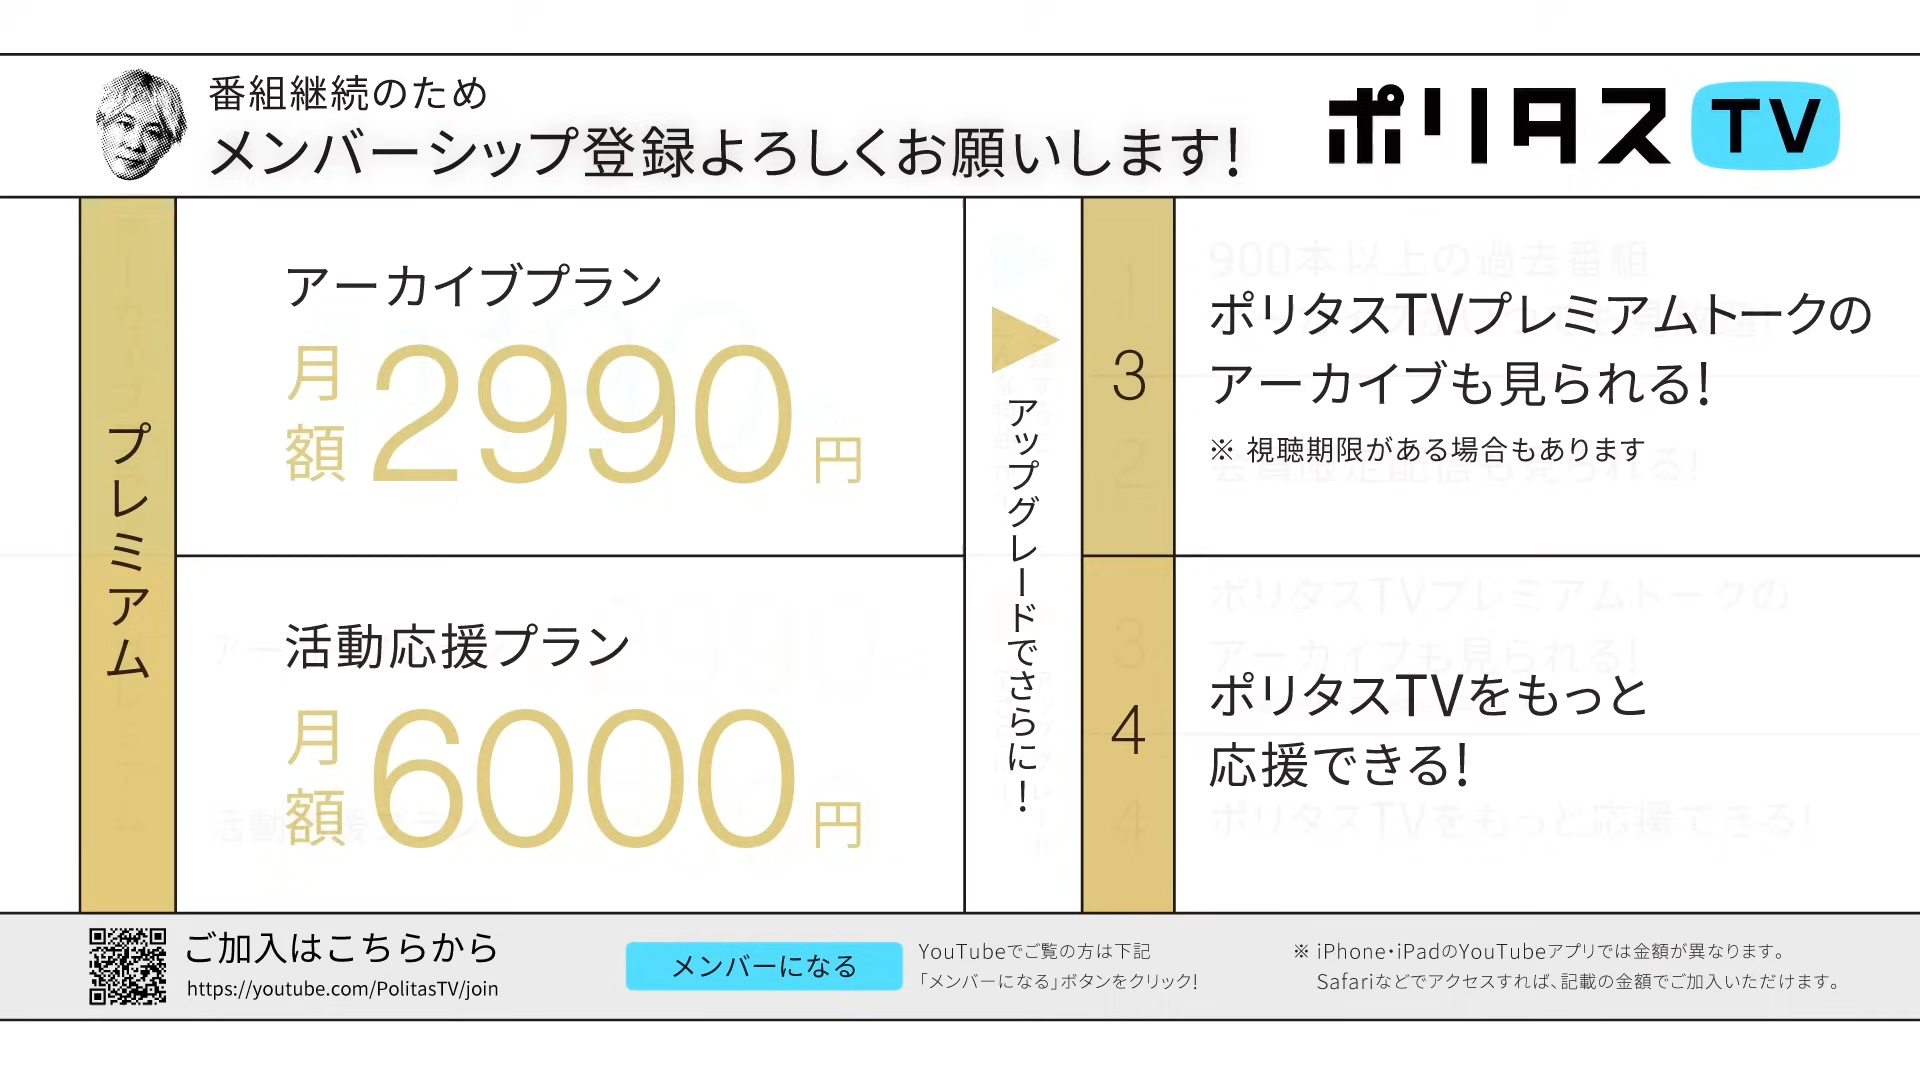 番組継続のため
メンバーシップ登録よろしくお願いします!
ポリタスTV
プレミアム
アーカイブプラン
月額2990円
活動応援プラン
月額6000円
アップグレードでさらに!
3
ポリタスTVプレミアムトークの
アーカイブも見られる!
※ 視聴期限がある場合もあります
4
ポリタスTVをもっと
応援できる!
ご加入はこちらから
https://youtube.com/PolitasTV/join
メンバーになる
YouTubeでご覧の方は下記
「メンバーになる」ボタンをクリック!
※ iPhone・iPadのYouTubeアプリでは金額が異なります。
Safariなどでアクセスすれば、記載の金額でご加入いただけます。